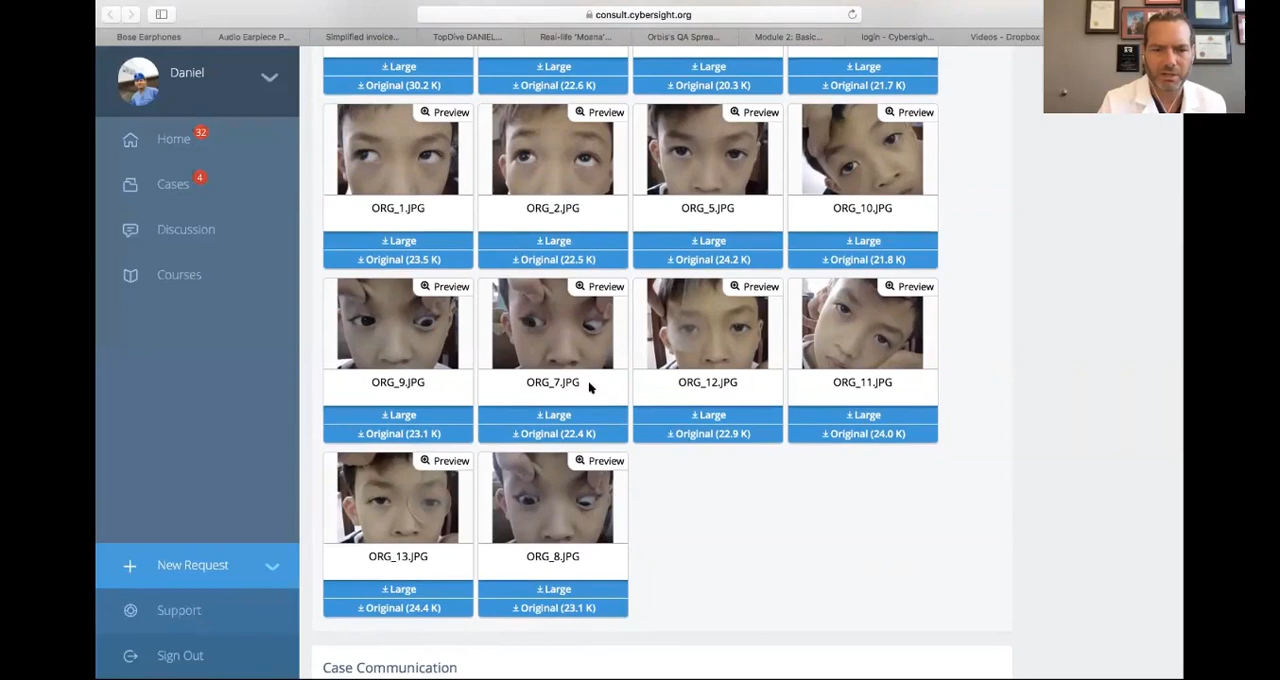 consult.cybersight.org
Bose Earphones
Audio Earpiece P...
Simplified invoice...
TopDive DANIEL...
Real-life 'Moana'...
Orbis's QA Sprea...
Module 2: Basic...
login - Cybersigh...
Videos - Dropbox
Daniel
Home 32
Cases 4
Discussion
Courses
New Request
Support
Sign Out
Large Large Large Large
Original (30.2 K) Original (22.6 K) Original (20.3 K) Original (21.7 K)
Preview Preview Preview Preview
ORG_1.JPG ORG_2.JPG ORG_5.JPG ORG_10.JPG
Large Large Large Large
Original (23.5 K) Original (22.5 K) Original (24.2 K) Original (21.8 K)
Preview Preview Preview Preview
ORG_9.JPG ORG_7.JPG ORG_12.JPG ORG_11.JPG
Large Large Large Large
Original (23.1 K) Original (22.4 K) Original (22.9 K) Original (24.0 K)
Preview Preview
ORG_13.JPG ORG_8.JPG
Large Large
Original (24.4 K) Original (23.1 K)
Case Communication